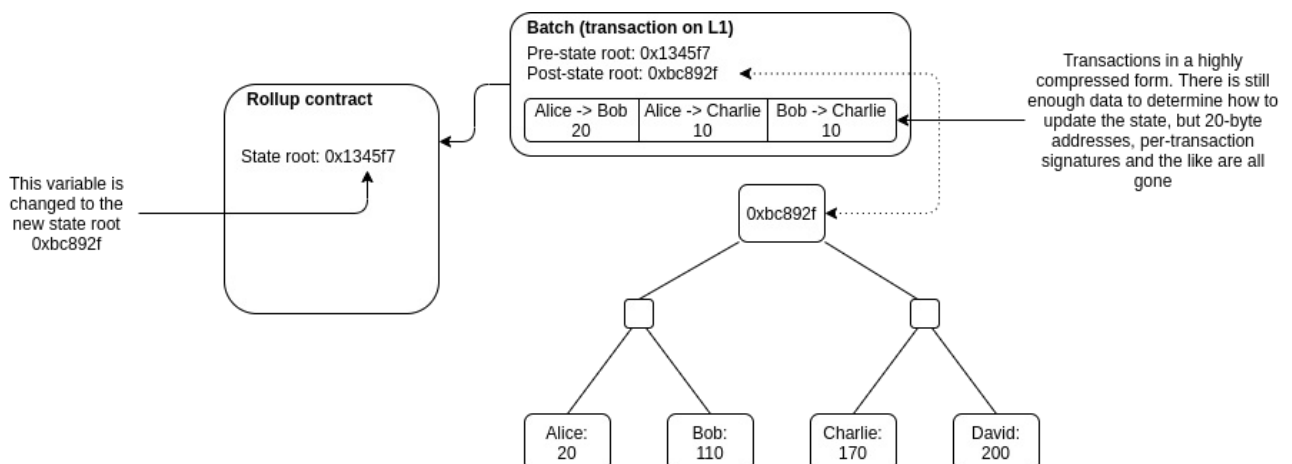 Batch (transaction on L1)
Pre-state root: 0x1345f7
Post-state root: 0xbc892f
Alice -> Bob
20
Alice -> Charlie
10
Bob -> Charlie
10
Transactions in a highly
compressed form. There is still
enough data to determine how to
update the state, but 20-byte
addresses, per-transaction
signatures and the like are all
gone
Rollup contract
State root: 0x1345f7
This variable is
changed to the
new state root
0xbc892f
0xbc892f
Alice:
20
Bob:
110
Charlie:
170
David:
200